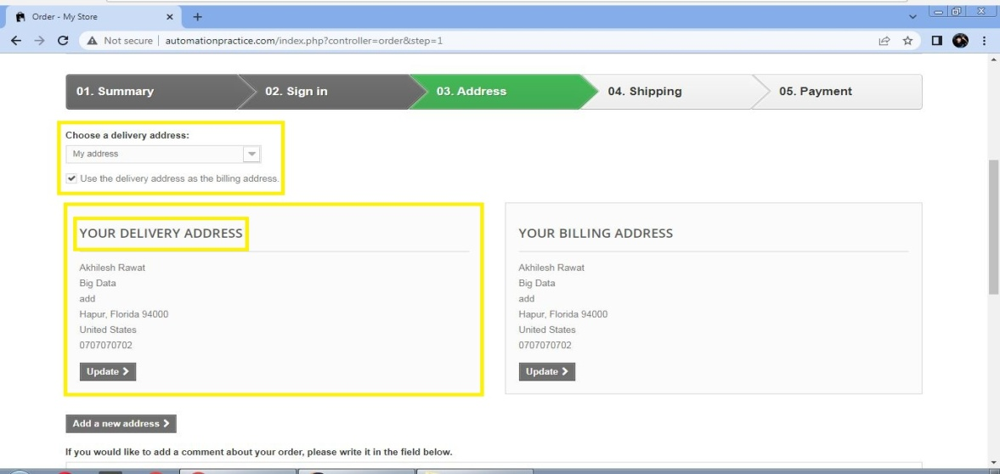 Order - My Store
Not secure | automationpractice.com/index.php?controller=order&step=1
01. Summary
02. Sign in
03. Address
04. Shipping
05. Payment
Choose a delivery address:
My address
Use the delivery address as the billing address.
YOUR DELIVERY ADDRESS
Akhilesh Rawat
Big Data
add
Hapur, Florida 94000
United States
0707070702
Update
YOUR BILLING ADDRESS
Akhilesh Rawat
Big Data
add
Hapur, Florida 94000
United States
0707070702
Update
Add a new address
If you would like to add a comment about your order, please write it in the field below.